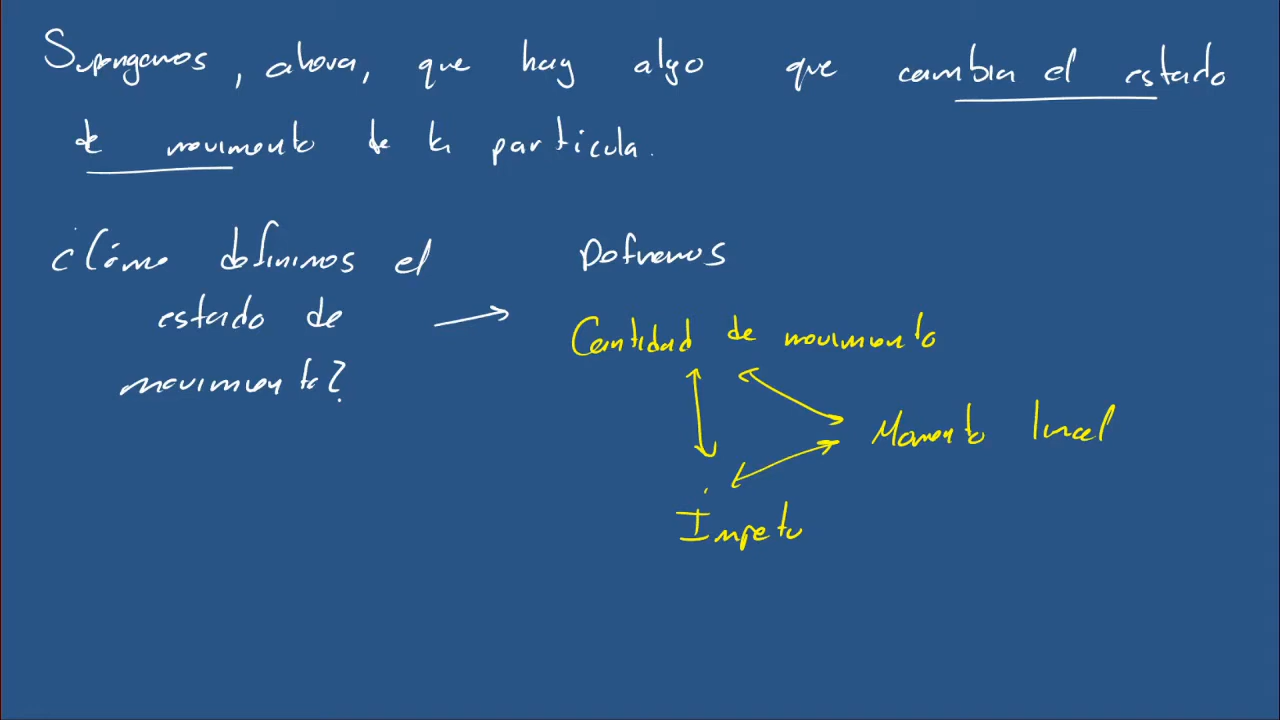 Supongamos, ahora, que hay algo que cambia el estado
de movimiento de la partícula.
¿Cómo definimos el
estado de
movimiento?
Definemos
Cantidad de movimiento
Momento lineal
Ímpetu